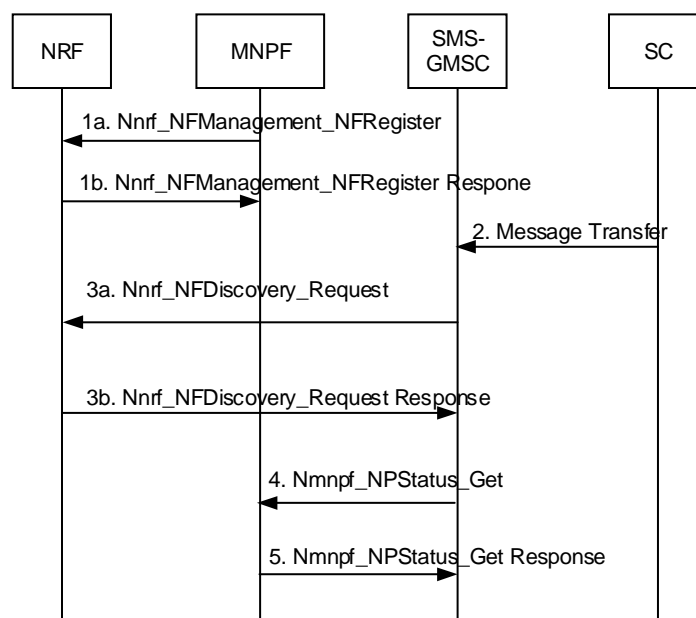 NRF
MNPF
SMS-
GMSC
SC
1a. Nnrf_NFManagement_NFRegister
1b. Nnrf_NFManagement_NFRegister Respone
2. Message Transfer
3a. Nnrf_NFDiscovery_Request
3b. Nnrf_NFDiscovery_Request Response
4. Nmnpf_NPStatus_Get
5. Nmnpf_NPStatus_Get Response